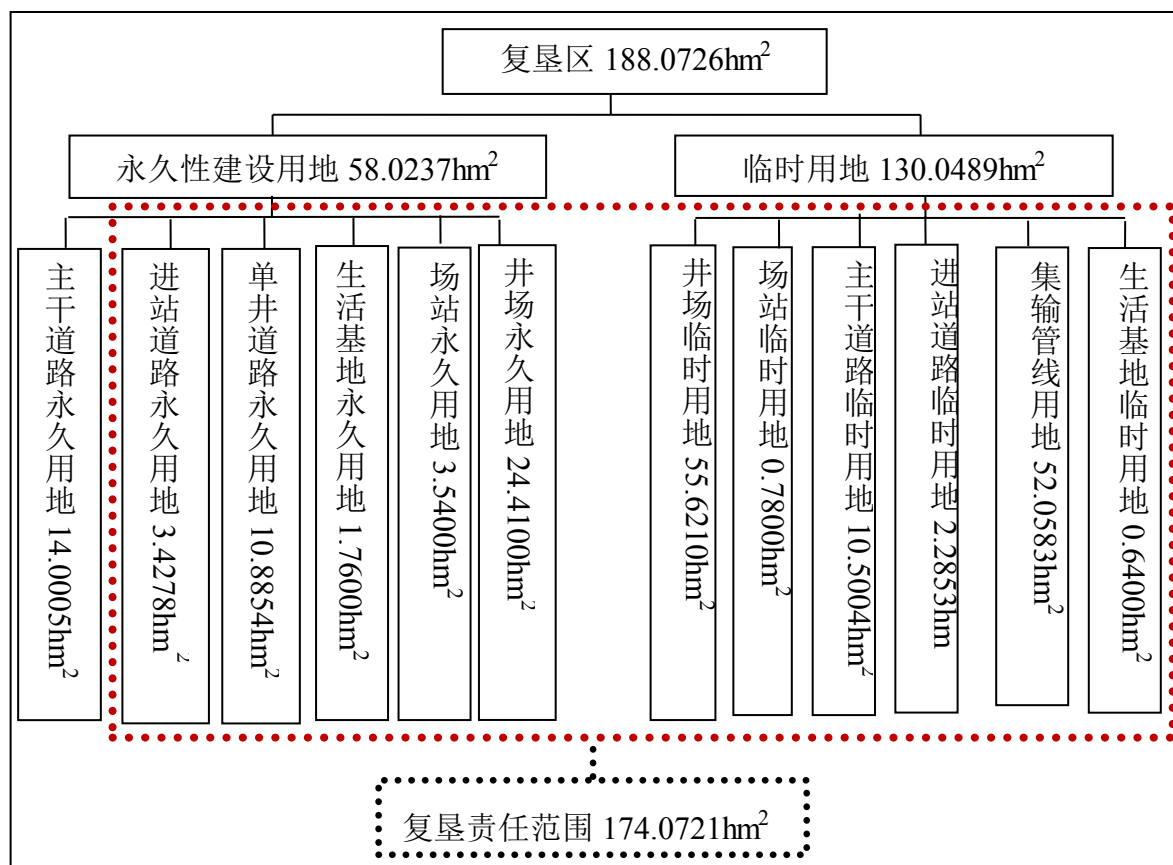 复垦区 188.0726hm²
永久性建设用地 58.0237hm²
临时用地 130.0489hm²
主干道路永久用地 14.0005hm²
进站道路永久用地 3.4278hm²
单井道路永久用地 10.8854hm²
生活基地永久用地 1.7600hm²
场站永久用地 3.5400hm²
井场永久用地 24.4100hm²
井场临时用地 55.6210hm²
场站临时用地 0.7800hm²
主干道路临时用地 10.5004hm²
进站道路临时用地 2.2853hm
集输管线用地 52.0583hm²
生活基地临时用地 0.6400hm²
复垦责任范围 174.0721hm²